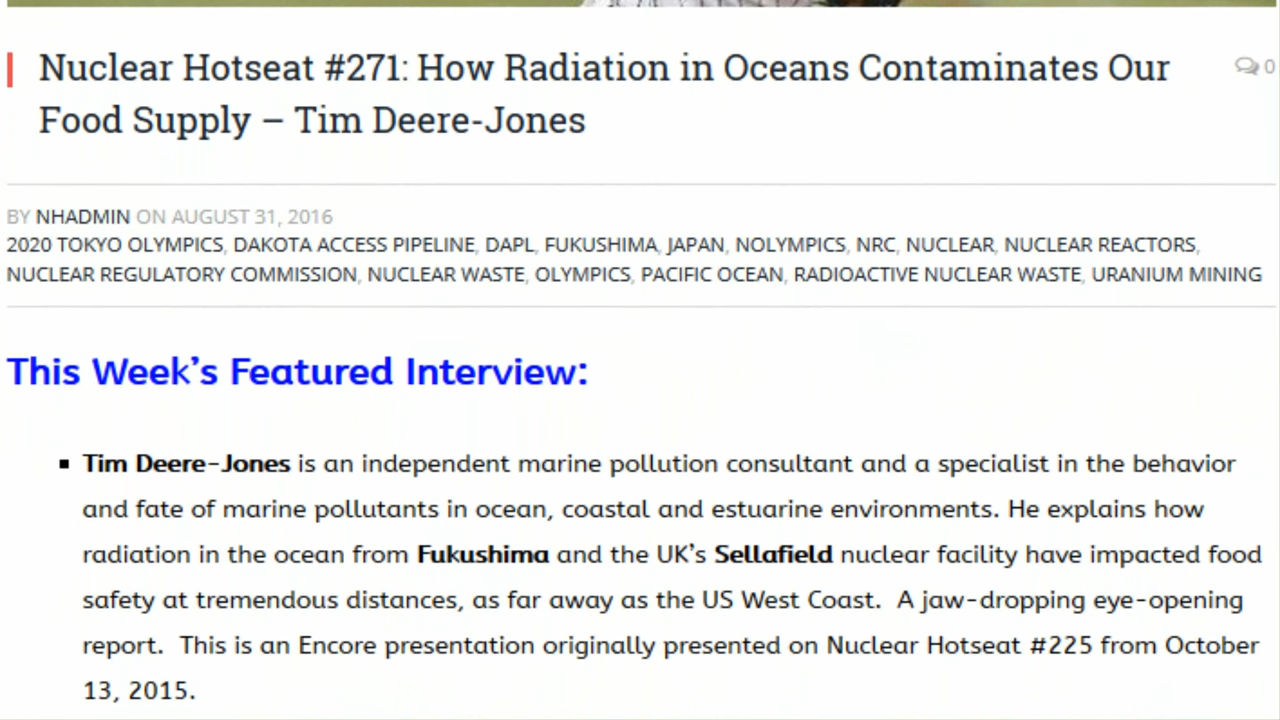 Nuclear Hotseat #271: How Radiation in Oceans Contaminates Our
0
Food Supply – Tim Deere-Jones
BY NHADMIN ON AUGUST 31, 2016
2020 TOKYO OLYMPICS, DAKOTA ACCESS PIPELINE, DAPL, FUKUSHIMA, JAPAN, NOLYMPICS, NRC, NUCLEAR, NUCLEAR REACTORS,
NUCLEAR REGULATORY COMMISSION, NUCLEAR WASTE, OLYMPICS, PACIFIC OCEAN, RADIOACTIVE NUCLEAR WASTE, URANIUM MINING
This Week’s Featured Interview:
▪ Tim Deere-Jones is an independent marine pollution consultant and a specialist in the behavior
and fate of marine pollutants in ocean, coastal and estuarine environments. He explains how
radiation in the ocean from Fukushima and the UK’s Sellafield nuclear facility have impacted food
safety at tremendous distances, as far away as the US West Coast.  A jaw-dropping eye-opening
report.  This is an Encore presentation originally presented on Nuclear Hotseat #225 from October
13, 2015.